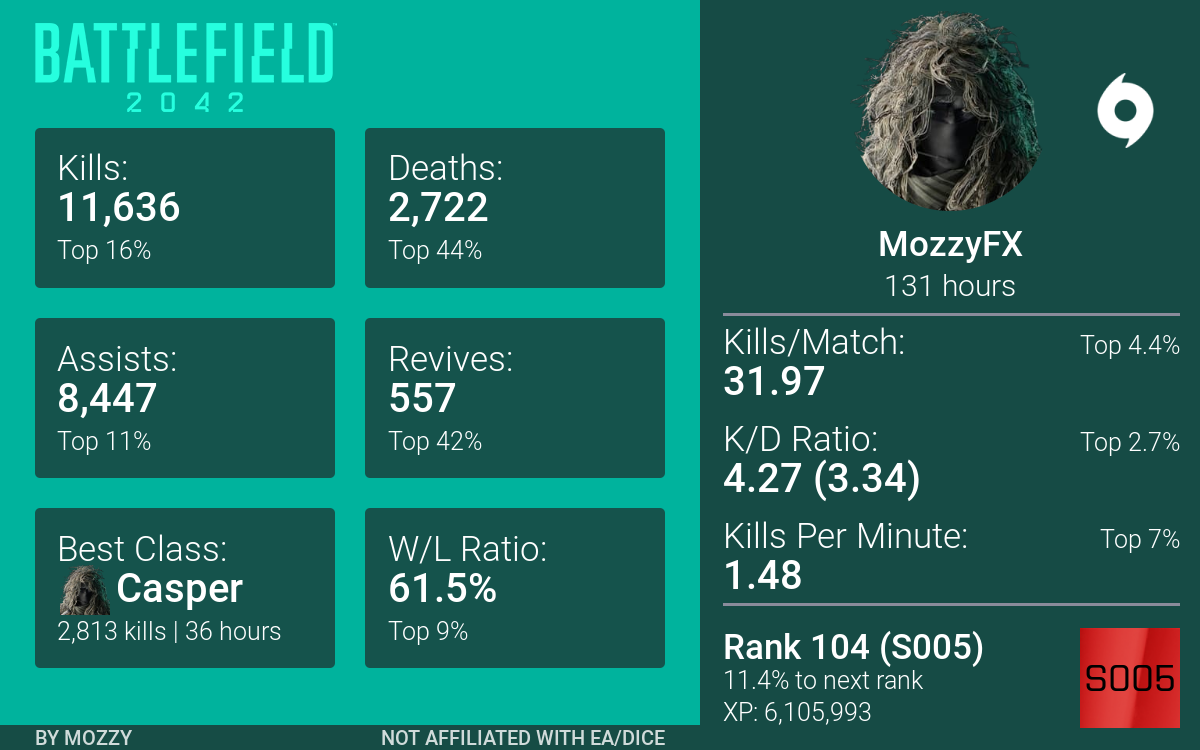 BATTLEFIELD™
2042
Kills:
11,636
Top 16%
Deaths:
2,722
Top 44%
Assists:
8,447
Top 11%
Revives:
557
Top 42%
Best Class:
Casper
2,813 kills | 36 hours
W/L Ratio:
61.5%
Top 9%
BY MOZZY
NOT AFFILIATED WITH EA/DICE
MozzyFX
131 hours
Kills/Match:
Top 4.4%
31.97
K/D Ratio:
Top 2.7%
4.27 (3.34)
Kills Per Minute:
Top 7%
1.48
Rank 104 (S005)
11.4% to next rank
XP: 6,105,993
S005